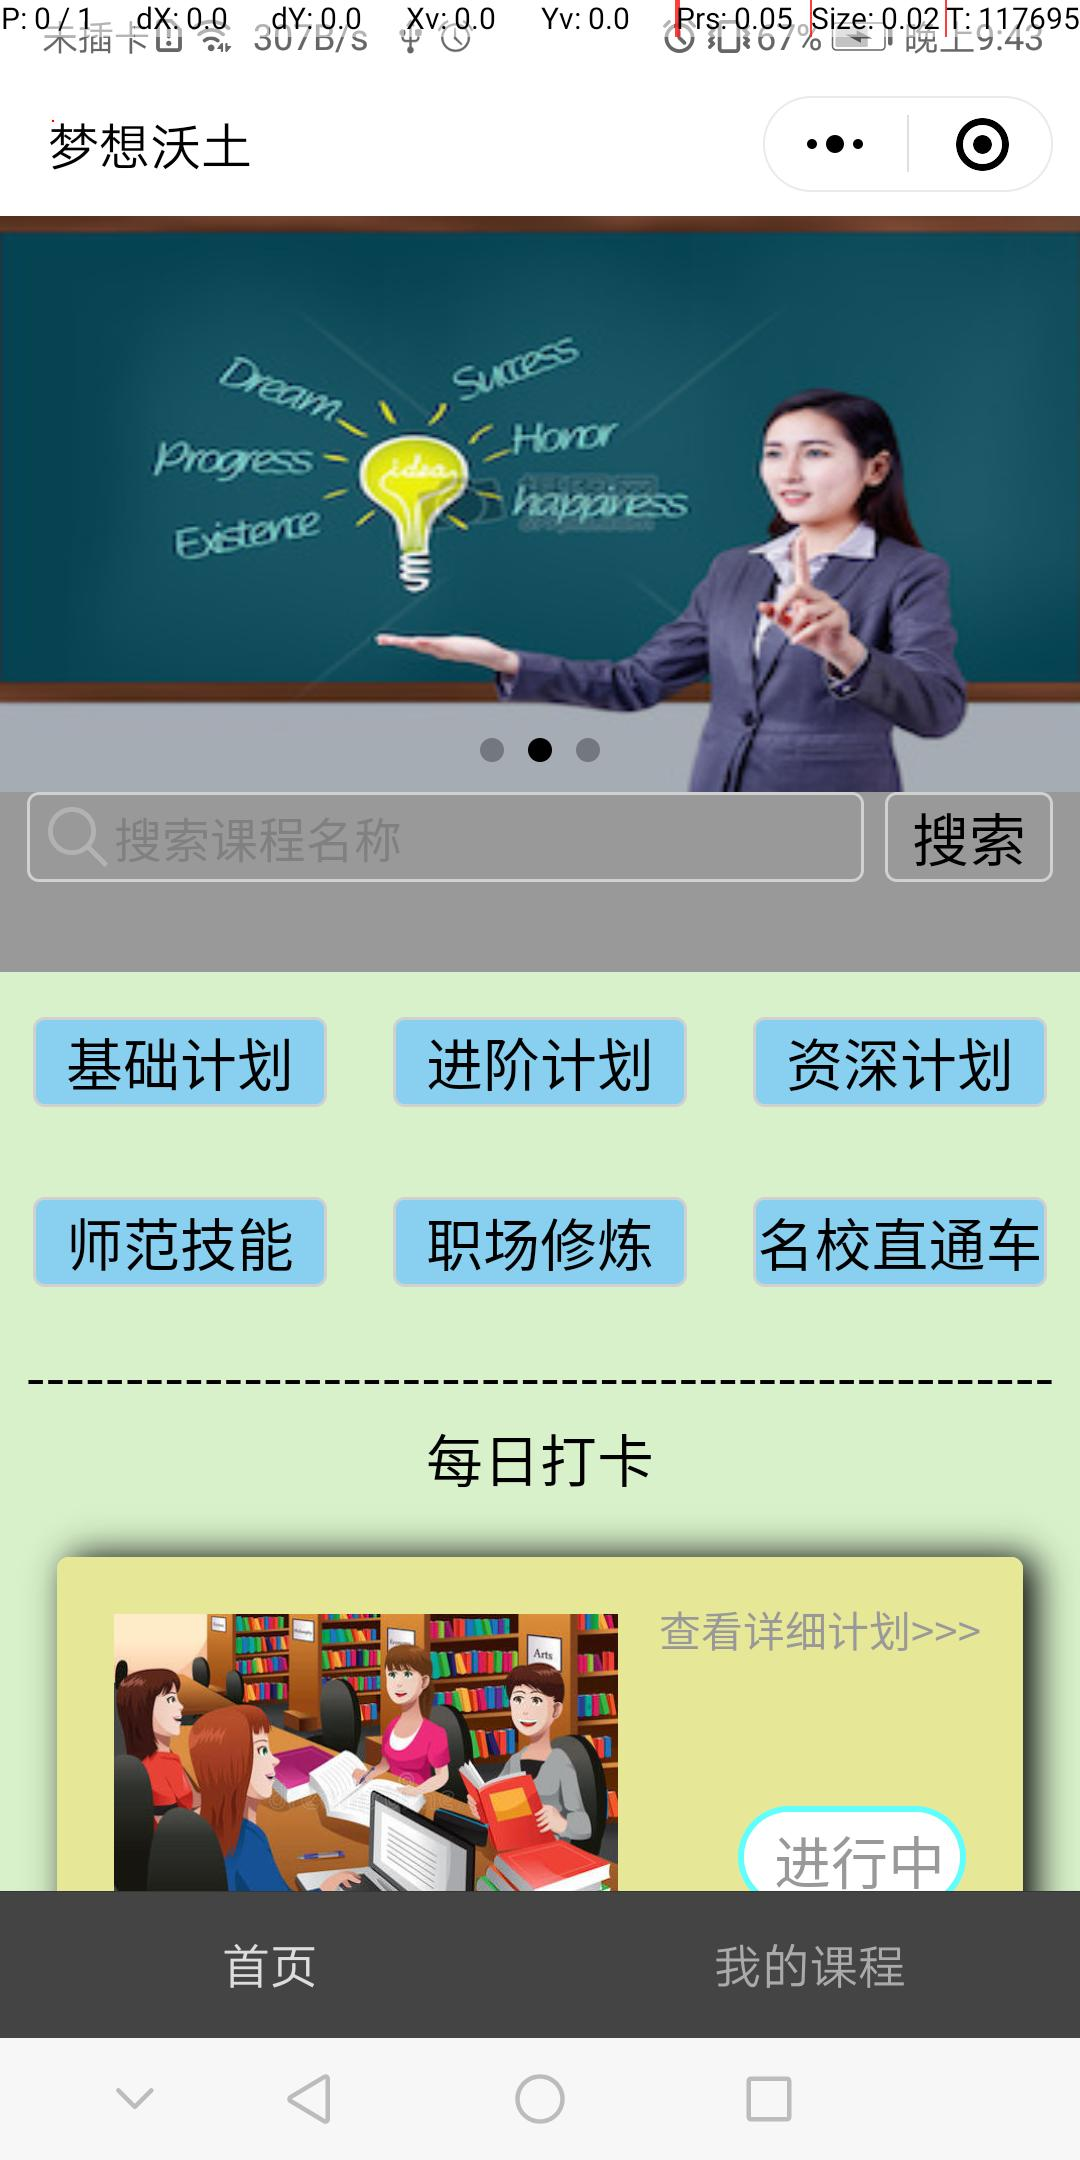 P: 0 / 1 dX: 0.0 dY: 0.0 Xv: 0.0 Yv: 0.0 Prs: 0.05 Size: 0.02 T: 117695
未插卡 307B/s 67% 晚上9:43
梦想沃土
Dream Success
Progress idea Honor
Existence happiness
搜索课程名称 搜索
基础计划 进阶计划 资深计划
师范技能 职场修炼 名校直通车
----------------------------------------------------
每日打卡
查看详细计划>>>
Arts
进行中
首页 我的课程